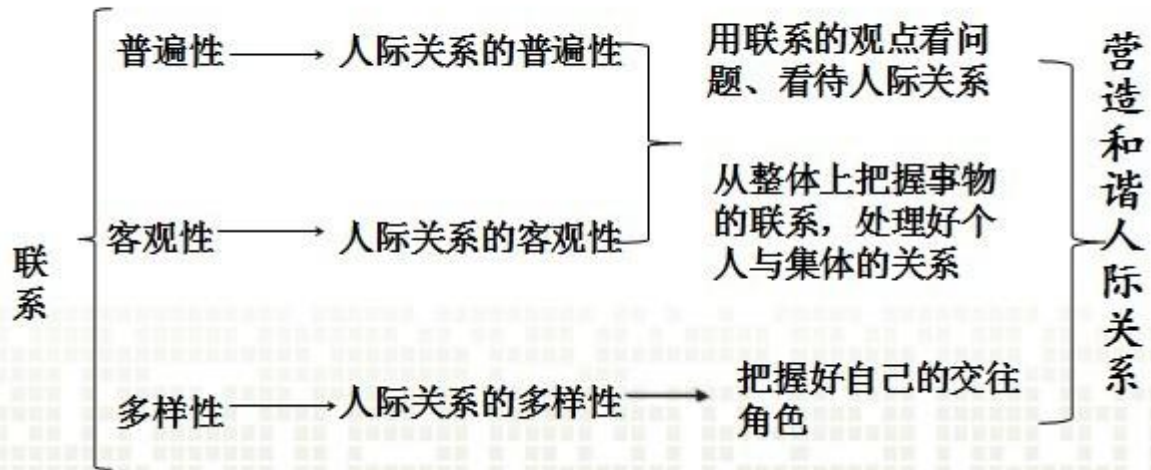 联
系
普遍性
人际关系的普遍性
用联系的观点看问
题、看待人际关系
客观性
人际关系的客观性
从整体上把握事物
的联系，处理好个
人与集体的关系
多样性
人际关系的多样性
把握好自己的交往
角色
营
造
和
谐
人
际
关
系